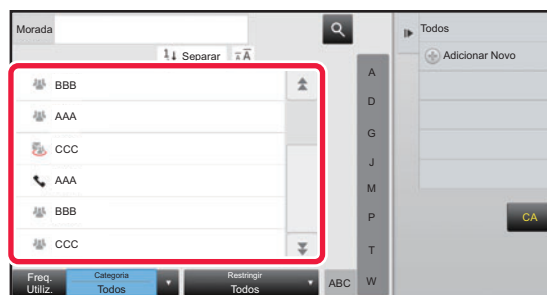 Morada
Separar
A A
BBB
AAA
CCC
AAA
BBB
CCC
A
D
G
J
M
P
T
W
Freq.
Utiliz.
Categoria
Todos
Restringir
Todos
ABC
Todos
Adicionar Novo
CA